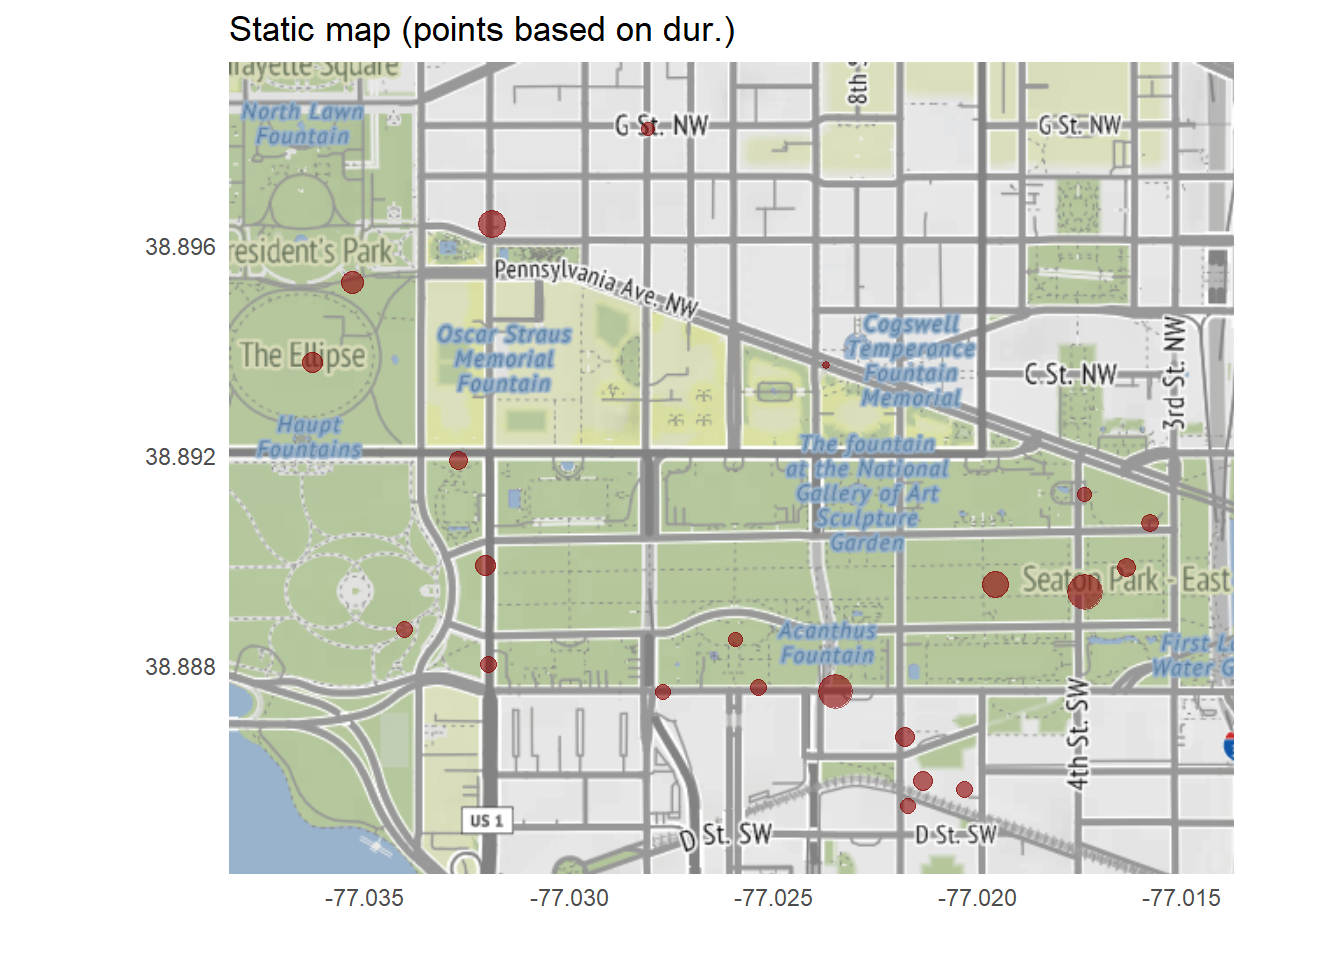 Static map (points based on dur.)
fayette Square
8th S
North Lawn
Fountain
G St. NW
G St. NW
38.896
resident's Park
Pennsylvania Ave. NW
Oscar Straus
Memorial
Fountain
Cogswell
Temperance
Fountain
Memorial
The Ellipse
C St. NW
3rd St. NW
Haupt
Fountains
38.892
The fountain
at the National
Gallery of Art
Sculpture
Garden
Seaton Park - East
Acanthus
Fountain
First L
Water G
38.888
4th St. SW
US 1
D St. SW
D St. SW
-77.035
-77.030
-77.025
-77.020
-77.015